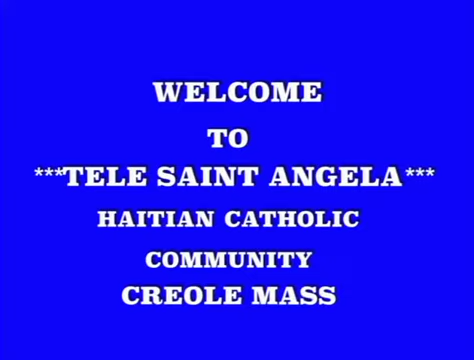 WELCOME
TO
***TELE SAINT ANGELA***
HAITIAN CATHOLIC
COMMUNITY
CREOLE MASS